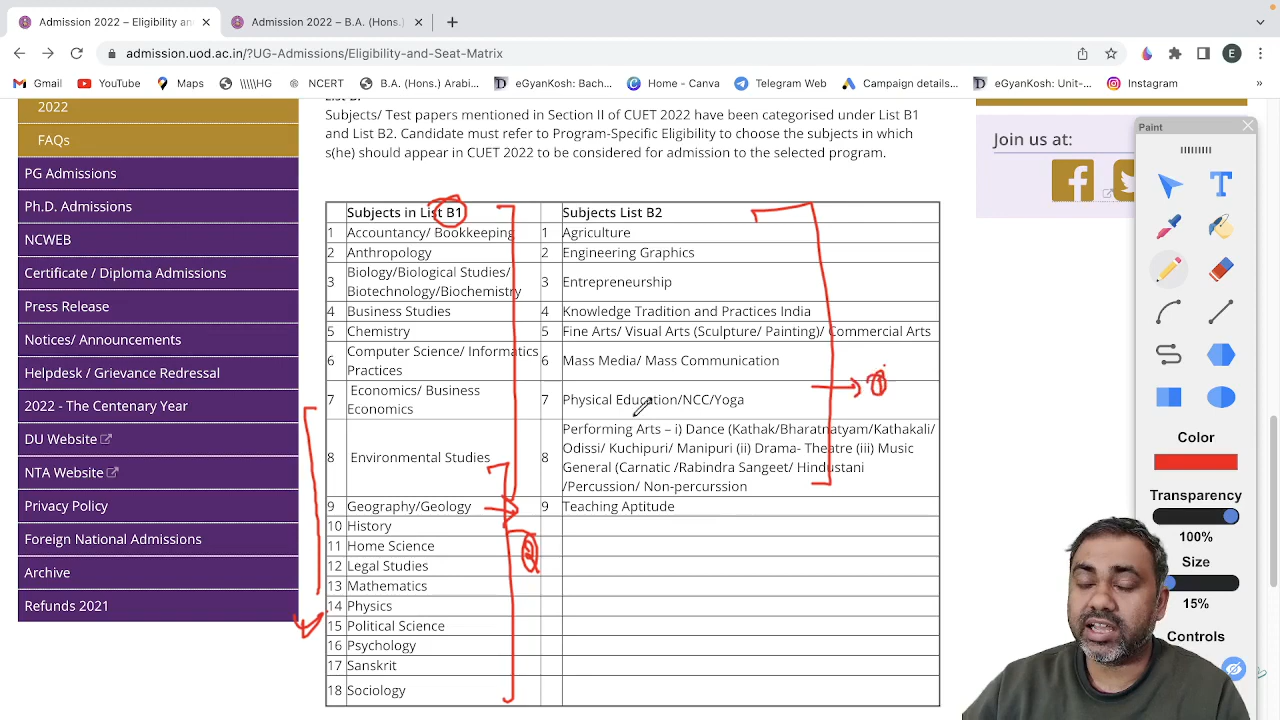 Admission 2022 – Eligibility an
Admission 2022 – B.A. (Hons.)
admission.uod.ac.in/?UG-Admissions/Eligibility-and-Seat-Matrix
E
Gmail
YouTube
Maps
\\\\HG
NCERT
B.A. (Hons.) Arabi...
eGyanKosh: Bach...
Home - Canva
Telegram Web
Campaign details...
eGyanKosh: Unit-...
Instagram
2022
FAQs
PG Admissions
Ph.D. Admissions
NCWEB
Certificate / Diploma Admissions
Press Release
Notices/ Announcements
Helpdesk / Grievance Redressal
2022 - The Centenary Year
DU Website
NTA Website
Privacy Policy
Foreign National Admissions
Archive
Refunds 2021
Subjects/ Test papers mentioned in Section II of CUET 2022 have been categorised under List B1
and List B2. Candidate must refer to Program-Specific Eligibility to choose the subjects in which
s(he) should appear in CUET 2022 to be considered for admission to the selected program.
Subjects in List B1 Subjects List B2
1 Accountancy/ Bookkeeping 1 Agriculture
2 Anthropology 2 Engineering Graphics
3 Biology/Biological Studies/
Biotechnology/Biochemistry 3 Entrepreneurship
4 Business Studies 4 Knowledge Tradition and Practices India
5 Chemistry 5 Fine Arts/ Visual Arts (Sculpture/ Painting)/ Commercial Arts
6 Computer Science/ Informatics
Practices 6 Mass Media/ Mass Communication
7 Economics/ Business
Economics 7 Physical Education/NCC/Yoga
8 Environmental Studies 8 Performing Arts – i) Dance (Kathak/Bharatnatyam/Kathakali/
Odissi/ Kuchipuri/ Manipuri (ii) Drama- Theatre (iii) Music
General (Carnatic /Rabindra Sangeet/ Hindustani
/Percussion/ Non-percurssion
9 Geography/Geology 9 Teaching Aptitude
10 History
11 Home Science
12 Legal Studies
13 Mathematics
14 Physics
15 Political Science
16 Psychology
17 Sanskrit
18 Sociology
Join us at:
Paint
T
Color
Transparency
100%
Size
15%
Controls